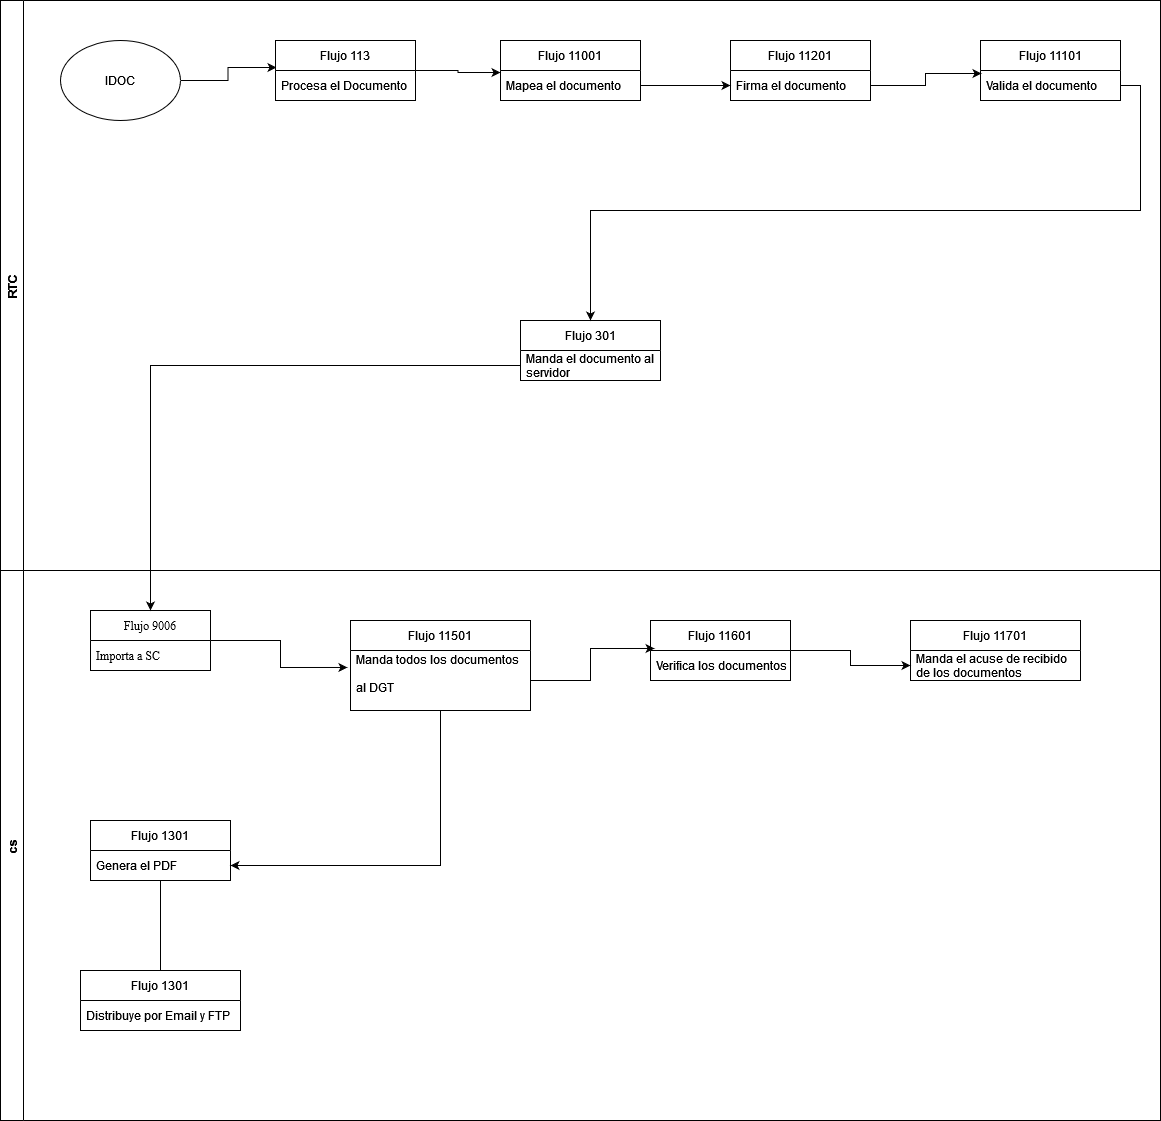 RTC
IDOC
Flujo 113
Procesa el Documento
Flujo 11001
Mapea el documento
Flujo 11201
Firma el documento
Flujo 11101
Valida el documento
Flujo 301
Manda el documento al
servidor
cs
Flujo 9006
Importa a SC
Flujo 11501
Manda todos los documentos
al DGT
Flujo 11601
Verifica los documentos
Flujo 11701
Manda el acuse de recibido
de los documentos
Flujo 1301
Genera el PDF
Flujo 1301
Distribuye por Email y FTP